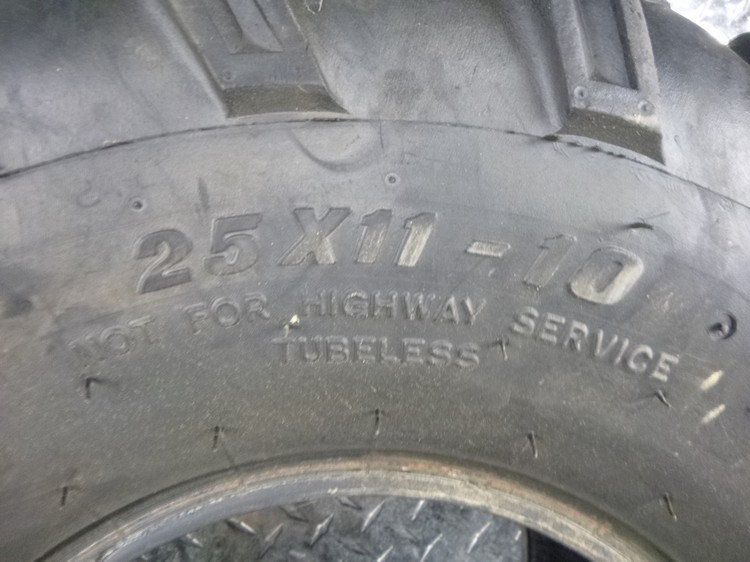 25X11-10
NOT FOR HIGHWAY SERVICE
TUBELESS